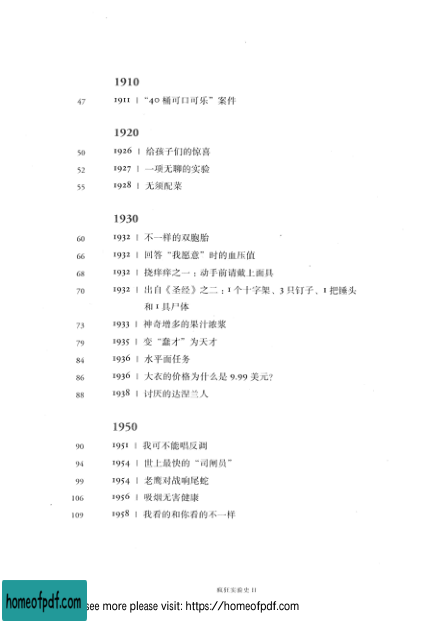 1910
47 1911 | “40 桶可口可乐” 案件
1920
50 1926 | 给孩子们的惊喜
52 1927 | 一项无聊的实验
55 1928 | 无须配菜
1930
60 1932 | 不一样的双胞胎
66 1932 | 回答 “我愿意” 时的血压值
68 1932 | 挠痒痒之一：动手前请戴上面具
70 1932 | 出自《圣经》之二：1 个十字架、3 只钉子、1 把锤头
和 1 具尸体
73 1933 | 神奇增多的果汁浓浆
79 1935 | 变 “蠢才” 为天才
84 1936 | 水平面任务
86 1936 | 大衣的价格为什么是 9.99 美元?
88 1938 | 讨厌的达涅兰人
1950
90 1951 | 我可不能唱反调
94 1954 | 世上最快的 “司闸员”
99 1954 | 老鹰对战响尾蛇
106 1956 | 吸烟无害健康
109 1958 | 我看的和你看的不一样
疯狂实验史 II
homeofpdf.com see more please visit: https://homeofpdf.com